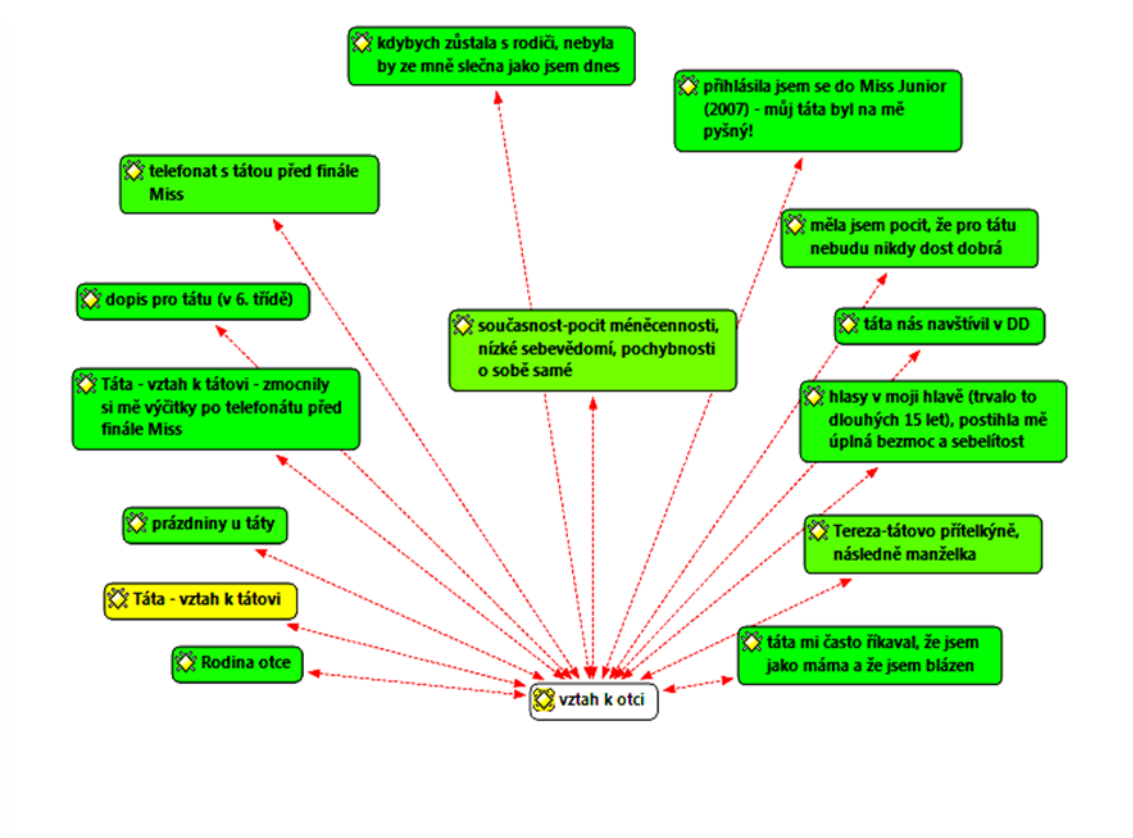 kdybych zůstala s rodiči, nebyla
by ze mně slečna jako jsem dnes
přihlásila jsem se do Miss Junior
(2007) - můj táta byl na mě
pyšný!
telefonat s tátou před finále
Miss
měla jsem pocit, že pro tátu
nebudu nikdy dost dobrá
dopis pro tátu (v 6. třídě)
současnost-pocit méněcennosti,
nízké sebevědomí, pochybnosti
o sobě samé
táta nás navštívil v DD
Táta - vztah k tátovi - zmocnily
si mě výčitky po telefonátu před
finále Miss
hlasy v moji hlavě (trvalo to
dlouhých 15 let), postihla mě
úplná bezmoc a sebelítost
prázdniny u táty
Tereza-tátovo přítelkýně,
následně manželka
Táta - vztah k tátovi
Rodina otce
táta mi často říkaval, že jsem
jako máma a že jsem blázen
vztah k otci